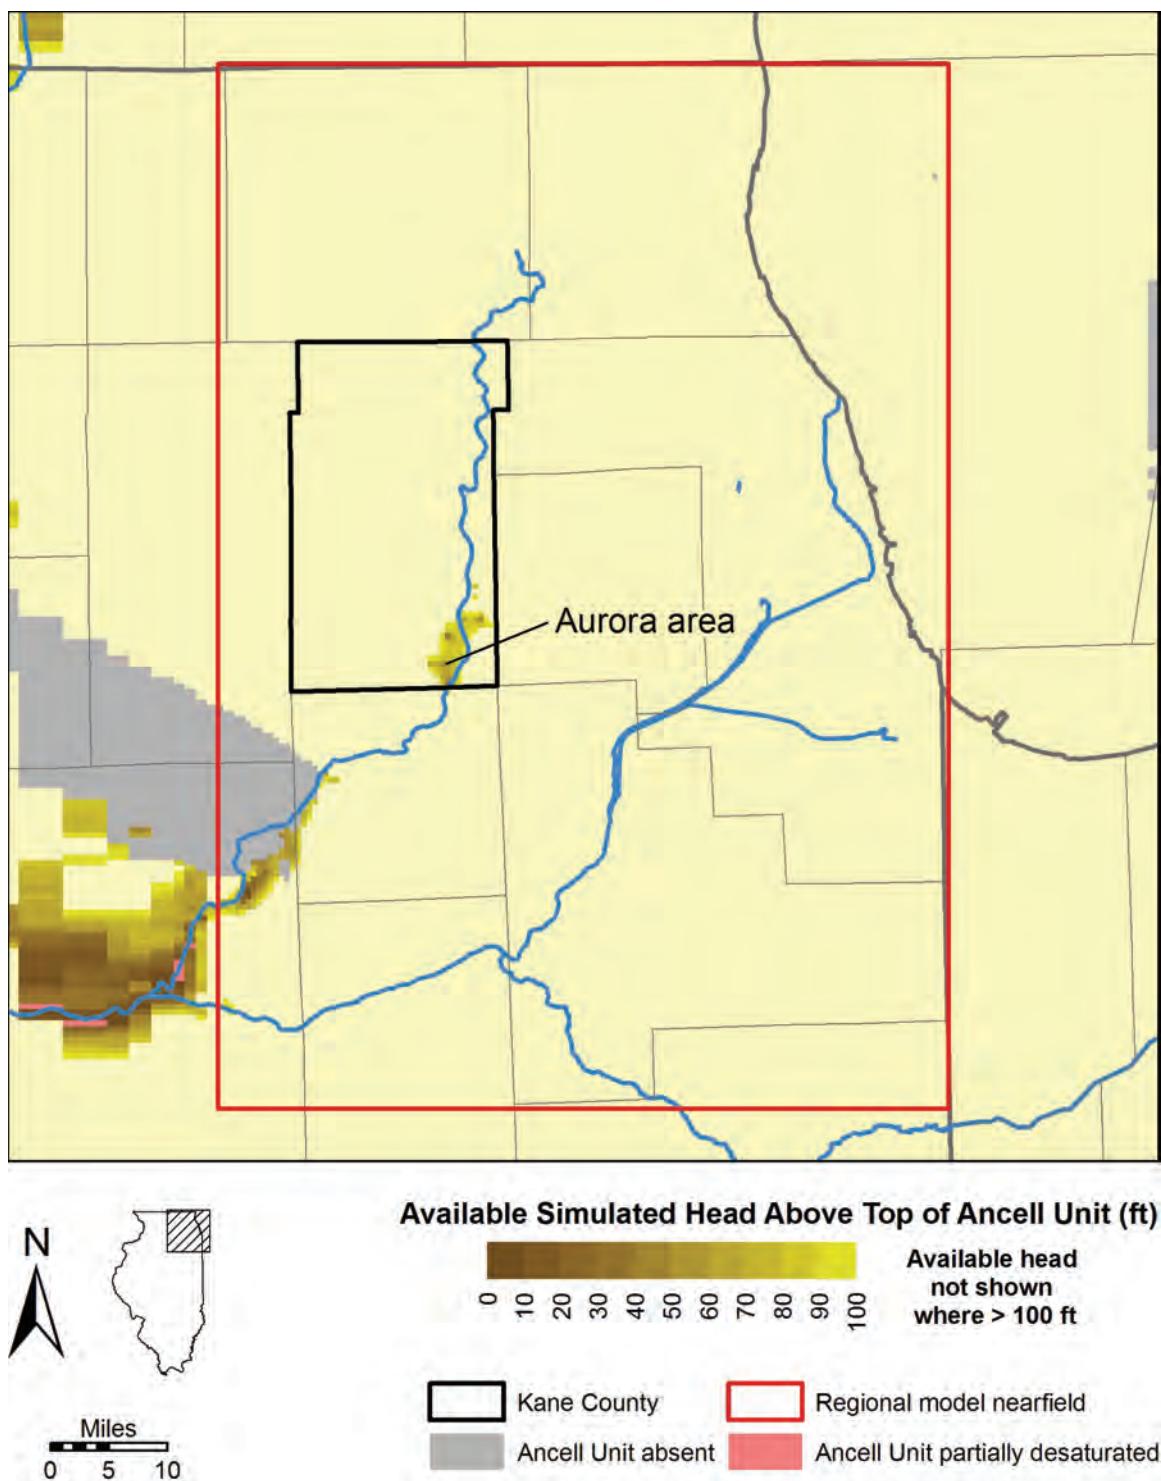 Aurora area
Available Simulated Head Above Top of Ancell Unit (ft)
0 10 20 30 40 50 60 70 80 90 100
Available head
not shown
where > 100 ft
N
Miles
0 5 10
Kane County
Regional model nearfield
Ancell Unit absent
Ancell Unit partially desaturated